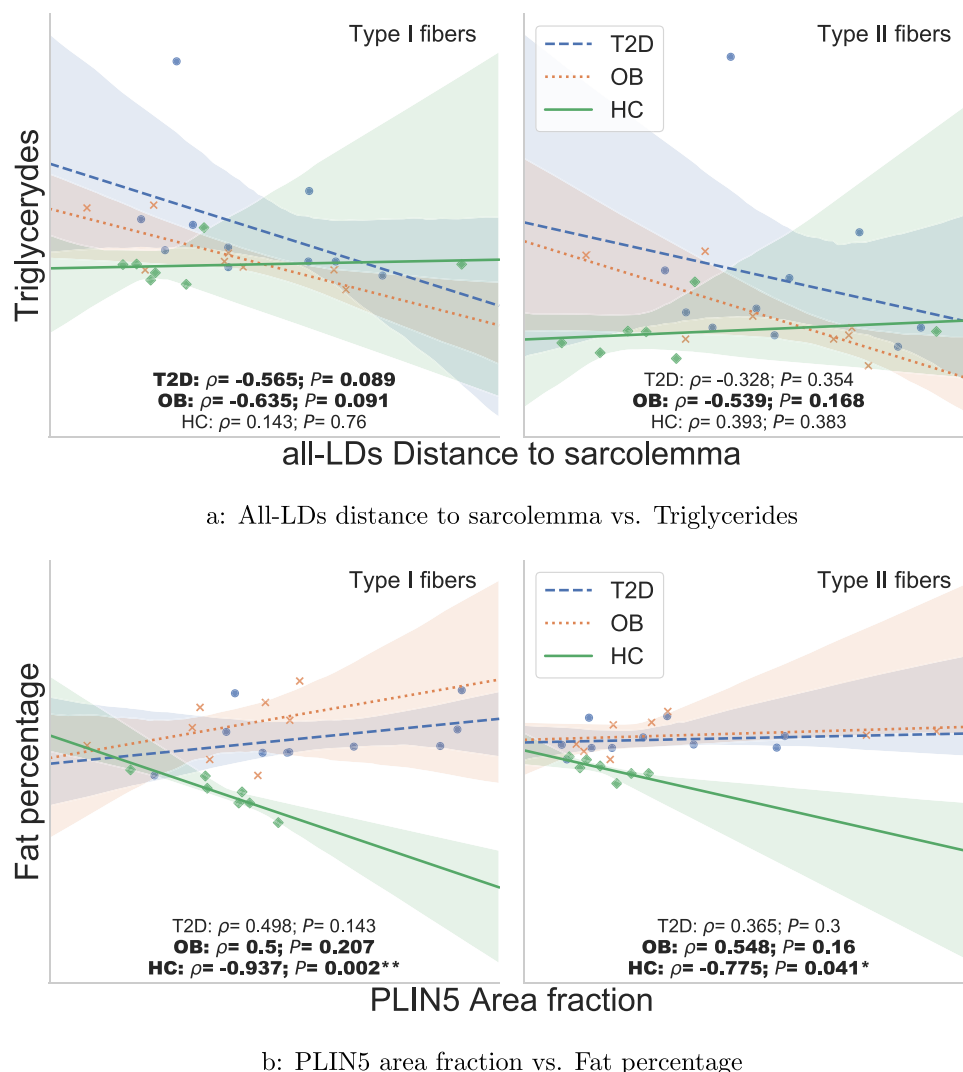 Type I fibers
Type II fibers
T2D
OB
HC
Triglycerydes
T2D: ρ= -0.565; P= 0.089
OB: ρ= -0.635; P= 0.091
HC: ρ= 0.143; P= 0.76
T2D: ρ= -0.328; P= 0.354
OB: ρ= -0.539; P= 0.168
HC: ρ= 0.393; P= 0.383
all-LDs Distance to sarcolemma
a: All-LDs distance to sarcolemma vs. Triglycerides
Type I fibers
Type II fibers
T2D
OB
HC
Fat percentage
T2D: ρ= 0.498; P= 0.143
OB: ρ= 0.5; P= 0.207
HC: ρ= -0.937; P= 0.002**
T2D: ρ= 0.365; P= 0.3
OB: ρ= 0.548; P= 0.16
HC: ρ= -0.775; P= 0.041*
PLIN5 Area fraction
b: PLIN5 area fraction vs. Fat percentage